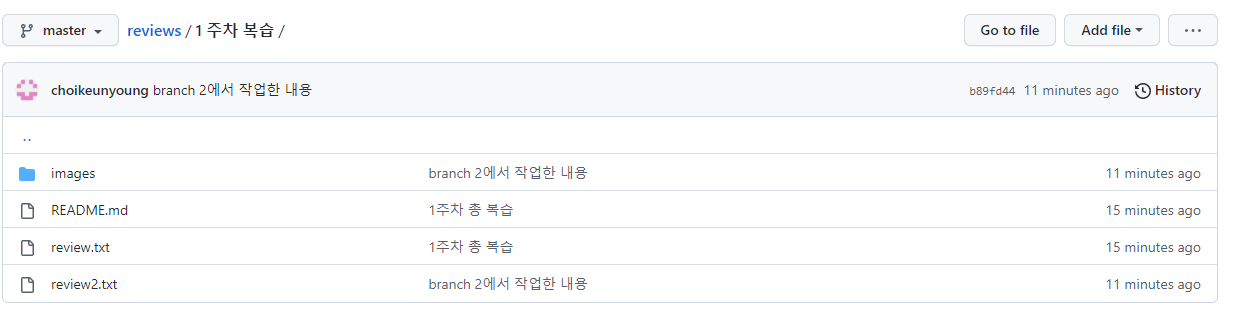 master reviews / 1 주차 복습 / Go to file Add file ...
choikeunyoung branch 2에서 작업한 내용 b89fd44 11 minutes ago History
..
images branch 2에서 작업한 내용 11 minutes ago
README.md 1주차 총 복습 15 minutes ago
review.txt 1주차 총 복습 15 minutes ago
review2.txt branch 2에서 작업한 내용 11 minutes ago